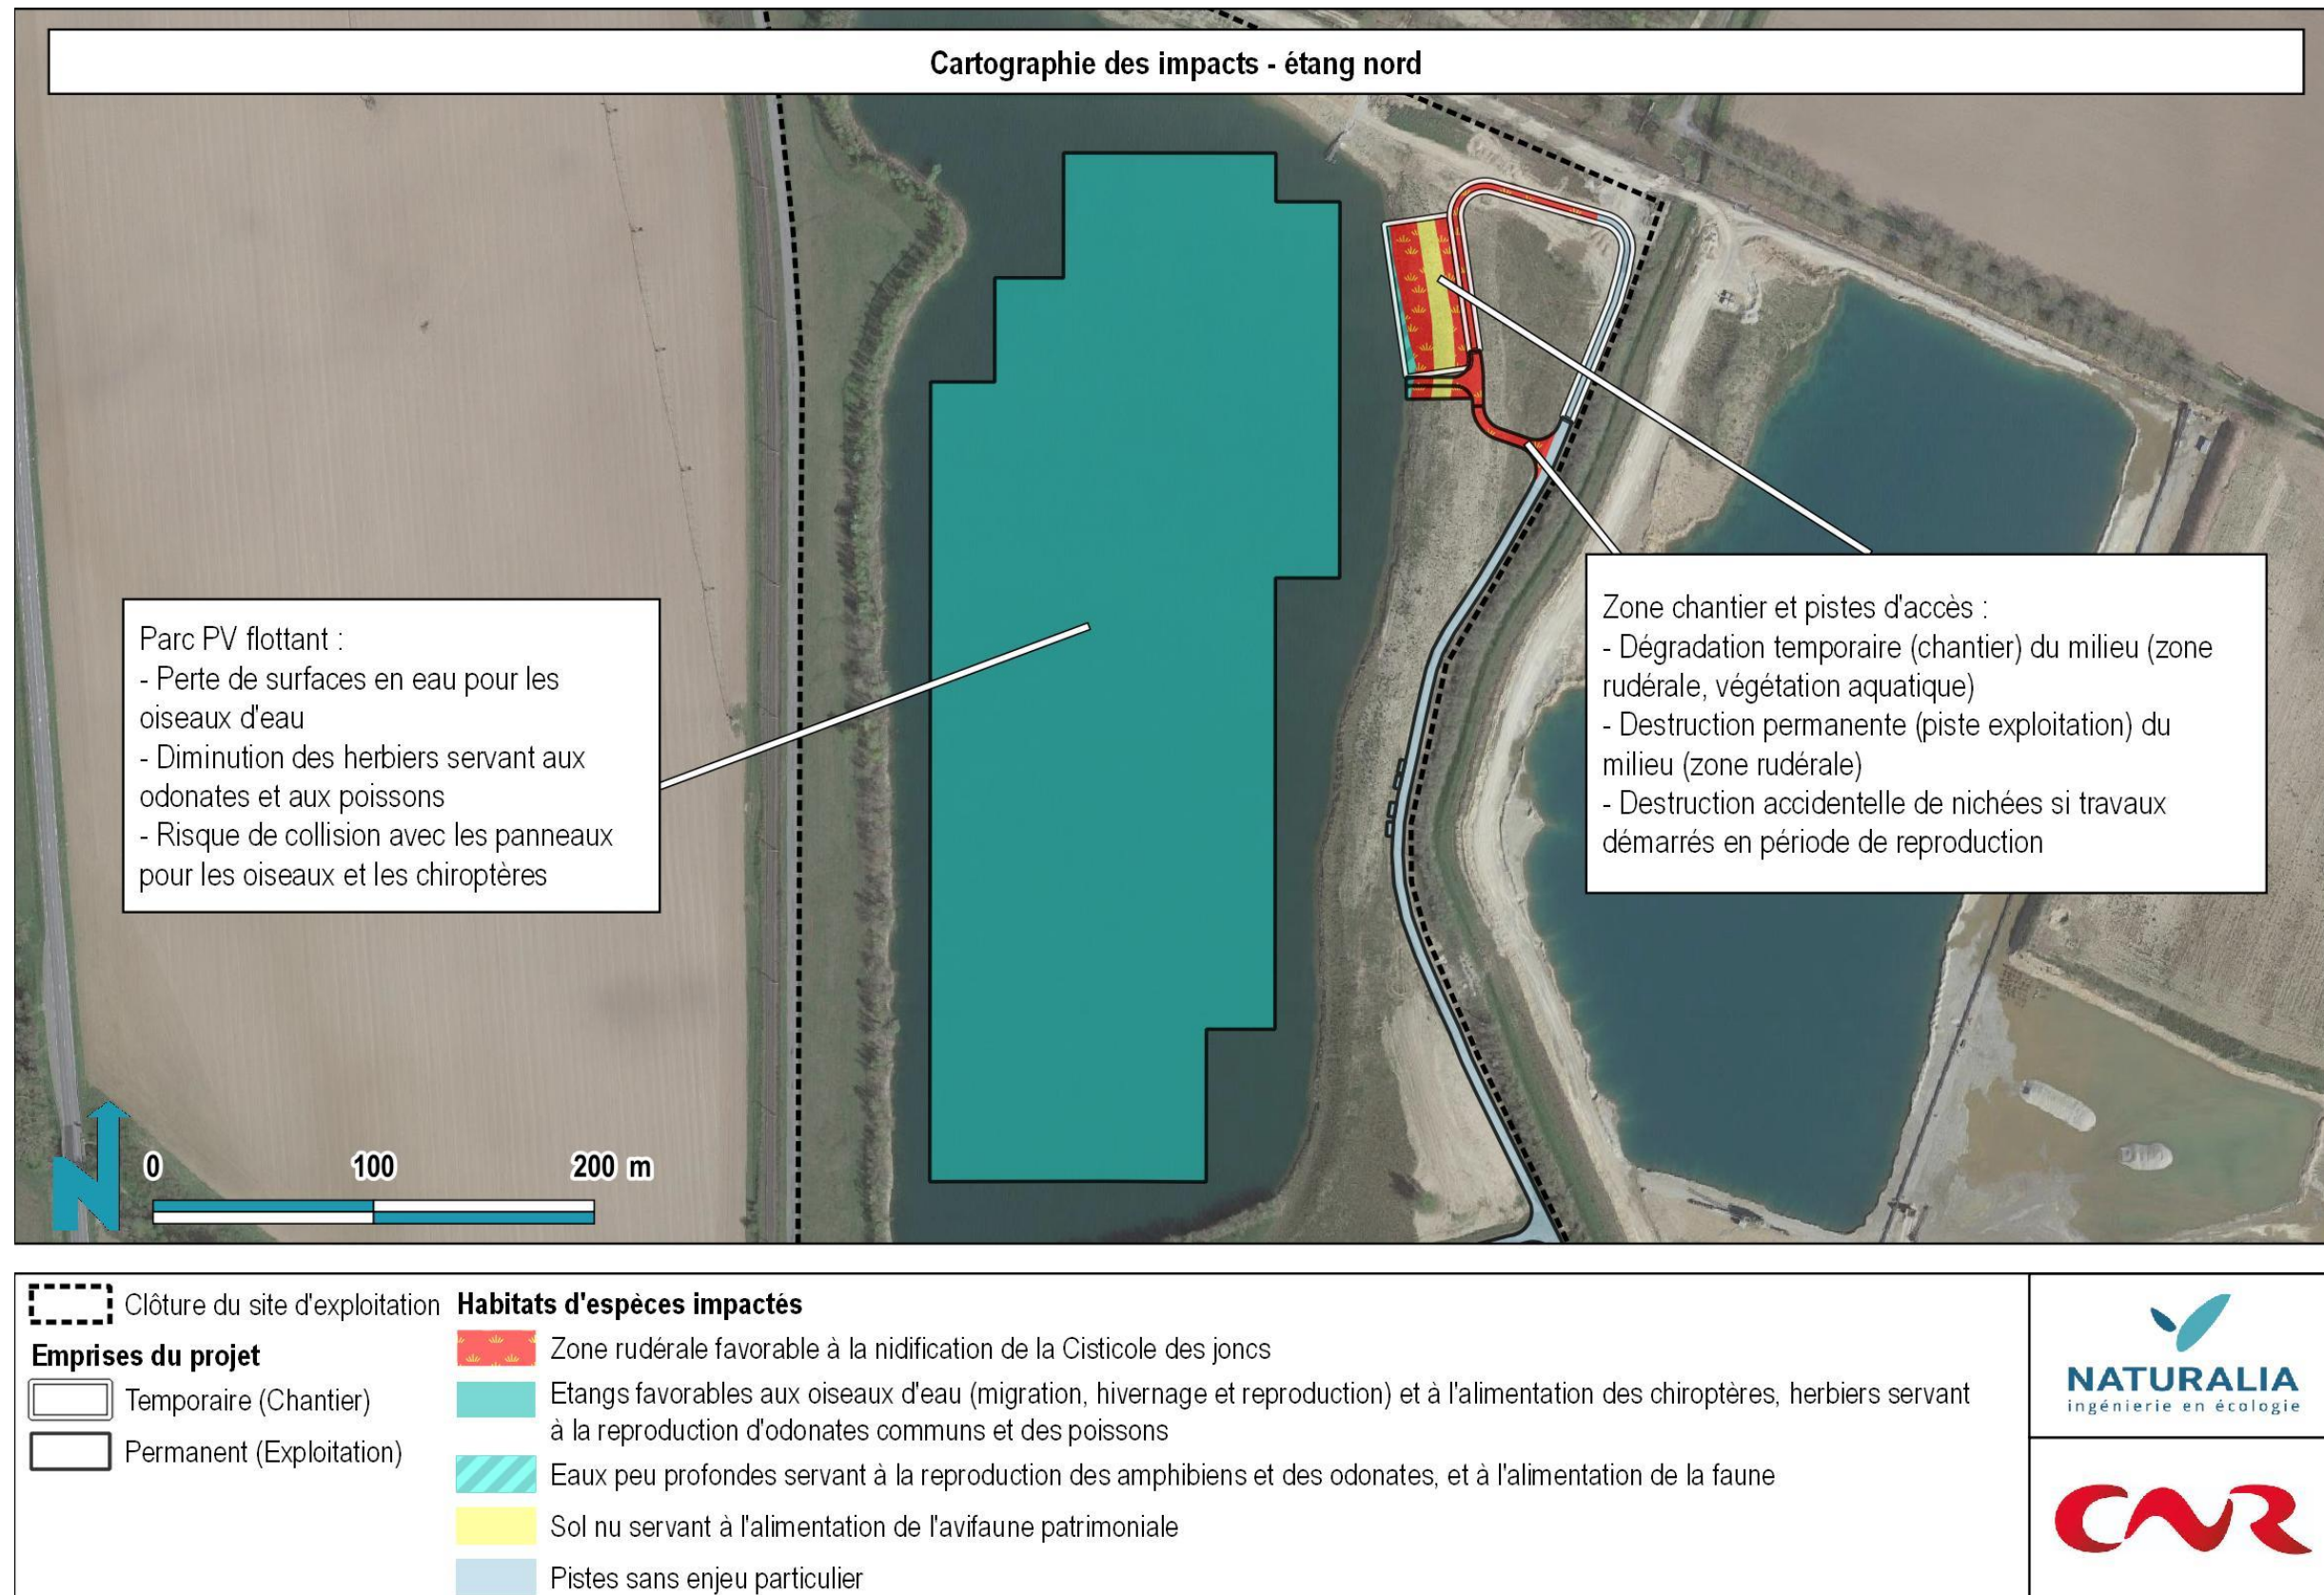 Cartographie des impacts - étang nord
Parc PV flottant :
- Perte de surfaces en eau pour les
oiseaux d'eau
- Diminution des herbiers servant aux
odonates et aux poissons
- Risque de collision avec les panneaux
pour les oiseaux et les chiroptères
Zone chantier et pistes d'accès :
- Dégradation temporaire (chantier) du milieu (zone
rudérale, végétation aquatique)
- Destruction permanente (piste exploitation) du
milieu (zone rudérale)
- Destruction accidentelle de nichées si travaux
démarrés en période de reproduction
N
0 100 200 m
Clôture du site d'exploitation
Emprises du projet
Temporaire (Chantier)
Permanent (Exploitation)
Habitats d'espèces impactés
Zone rudérale favorable à la nidification de la Cisticole des joncs
Etangs favorables aux oiseaux d'eau (migration, hivernage et reproduction) et à l'alimentation des chiroptères, herbiers servant
à la reproduction d'odonates communs et des poissons
Eaux peu profondes servant à la reproduction des amphibiens et des odonates, et à l'alimentation de la faune
Sol nu servant à l'alimentation de l'avifaune patrimoniale
Pistes sans enjeu particulier
NATURALIA
ingénierie en écologie
CNR